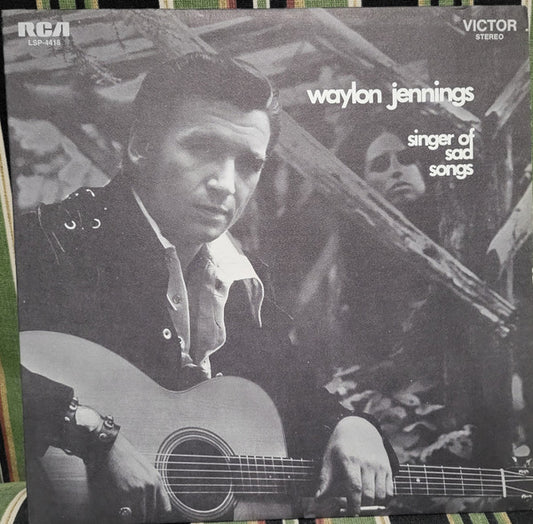 RCA
LSP-4418
VICTOR
STEREO
waylon jennings
singer of
sad
songs